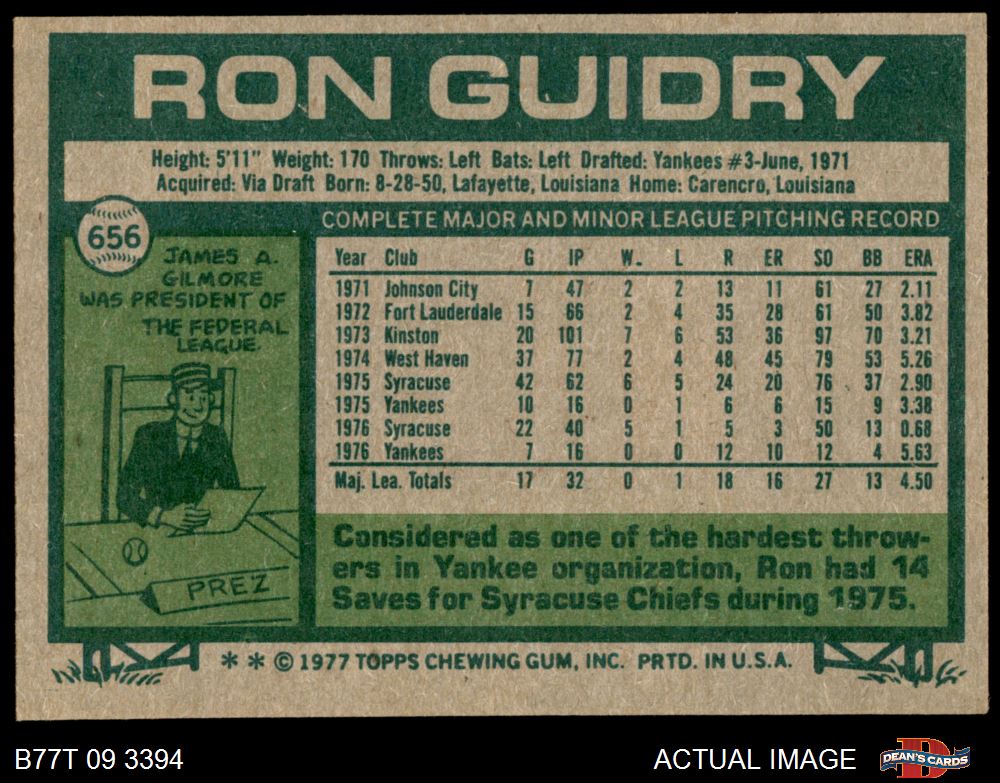 RON GUIDRY
Height: 5'11" Weight: 170 Throws: Left Bats: Left Drafted: Yankees #3-June, 1971
Acquired: Via Draft Born: 8-28-50, Lafayette, Louisiana Home: Carencro, Louisiana
656
JAMES A.
GILMORE
WAS PRESIDENT OF
THE FEDERAL
LEAGUE.
PREZ
COMPLETE MAJOR AND MINOR LEAGUE PITCHING RECORD
Year Club G IP W. L R ER SO BB ERA
1971 Johnson City 7 47 2 2 13 11 61 27 2.11
1972 Fort Lauderdale 15 66 2 4 35 28 61 50 3.82
1973 Kinston 20 101 7 6 53 36 97 70 3.21
1974 West Haven 37 77 2 4 48 45 79 53 5.26
1975 Syracuse 42 62 6 5 24 20 76 37 2.90
1975 Yankees 10 16 0 1 6 6 15 9 3.38
1976 Syracuse 22 40 5 1 5 3 50 13 0.68
1976 Yankees 7 16 0 0 12 10 12 4 5.63
Maj. Lea. Totals 17 32 0 1 18 16 27 13 4.50
Considered as one of the hardest throw-
ers in Yankee organization, Ron had 14
Saves for Syracuse Chiefs during 1975.
* * © 1977 TOPPS CHEWING GUM, INC. PRTD. IN U.S.A.
B77T 09 3394
ACTUAL IMAGE
D
DEAN'S CARDS